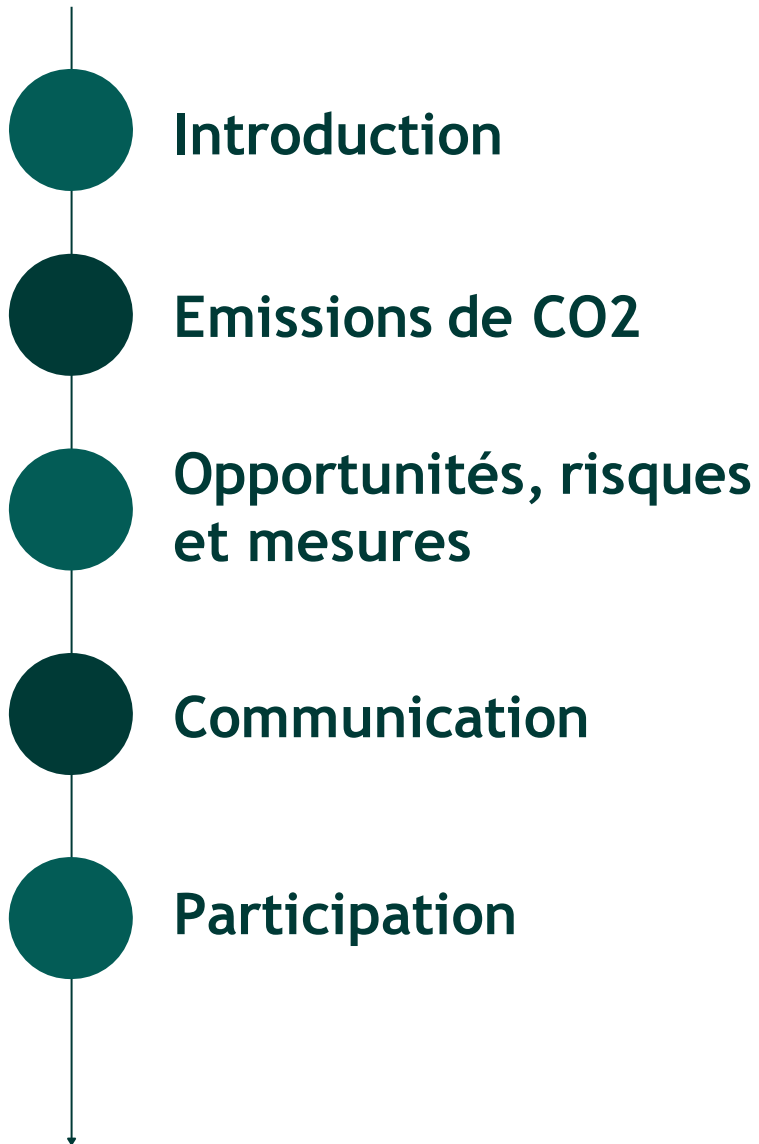 Introduction
Emissions de CO2
Opportunités, risques
et mesures
Communication
Participation